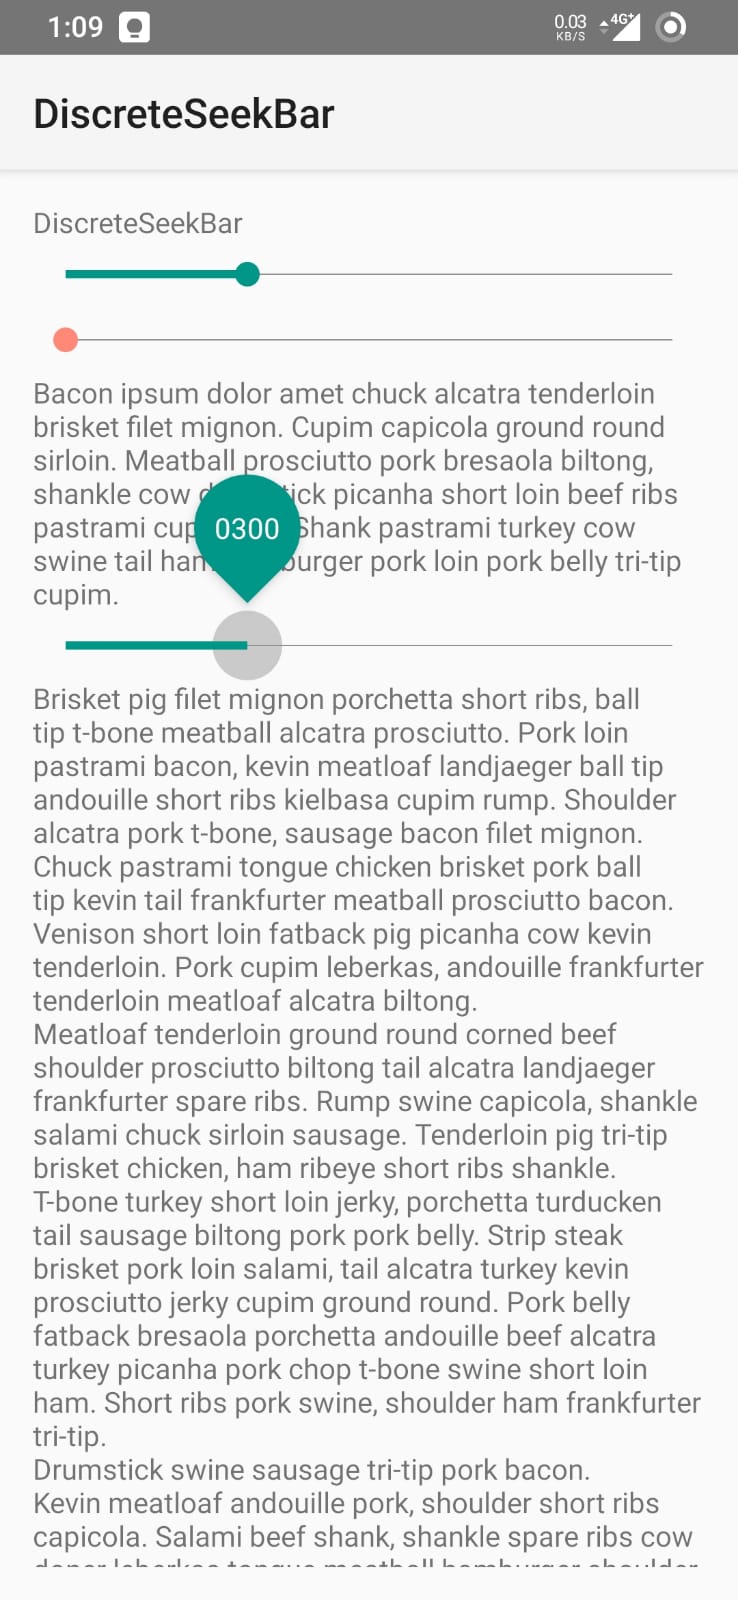 1:09
0.03
KB/S
4G+
DiscreteSeekBar
DiscreteSeekBar
Bacon ipsum dolor amet chuck alcatra tenderloin
brisket filet mignon. Cupim capicola ground round
sirloin. Meatball prosciutto pork bresaola biltong,
shankle cow ick picanha short loin beef ribs
pastrami cup 0300 Shank pastrami turkey cow
swine tail ham burger pork loin pork belly tri-tip
cupim.
Brisket pig filet mignon porchetta short ribs, ball
tip t-bone meatball alcatra prosciutto. Pork loin
pastrami bacon, kevin meatloaf landjaeger ball tip
andouille short ribs kielbasa cupim rump. Shoulder
alcatra pork t-bone, sausage bacon filet mignon.
Chuck pastrami tongue chicken brisket pork ball
tip kevin tail frankfurter meatball prosciutto bacon.
Venison short loin fatback pig picanha cow kevin
tenderloin. Pork cupim leberkas, andouille frankfurter
tenderloin meatloaf alcatra biltong.
Meatloaf tenderloin ground round corned beef
shoulder prosciutto biltong tail alcatra landjaeger
frankfurter spare ribs. Rump swine capicola, shankle
salami chuck sirloin sausage. Tenderloin pig tri-tip
brisket chicken, ham ribeye short ribs shankle.
T-bone turkey short loin jerky, porchetta turducken
tail sausage biltong pork pork belly. Strip steak
brisket pork loin salami, tail alcatra turkey kevin
prosciutto jerky cupim ground round. Pork belly
fatback bresaola porchetta andouille beef alcatra
turkey picanha pork chop t-bone swine short loin
ham. Short ribs pork swine, shoulder ham frankfurter
tri-tip.
Drumstick swine sausage tri-tip pork bacon.
Kevin meatloaf andouille pork, shoulder short ribs
capicola. Salami beef shank, shankle spare ribs cow